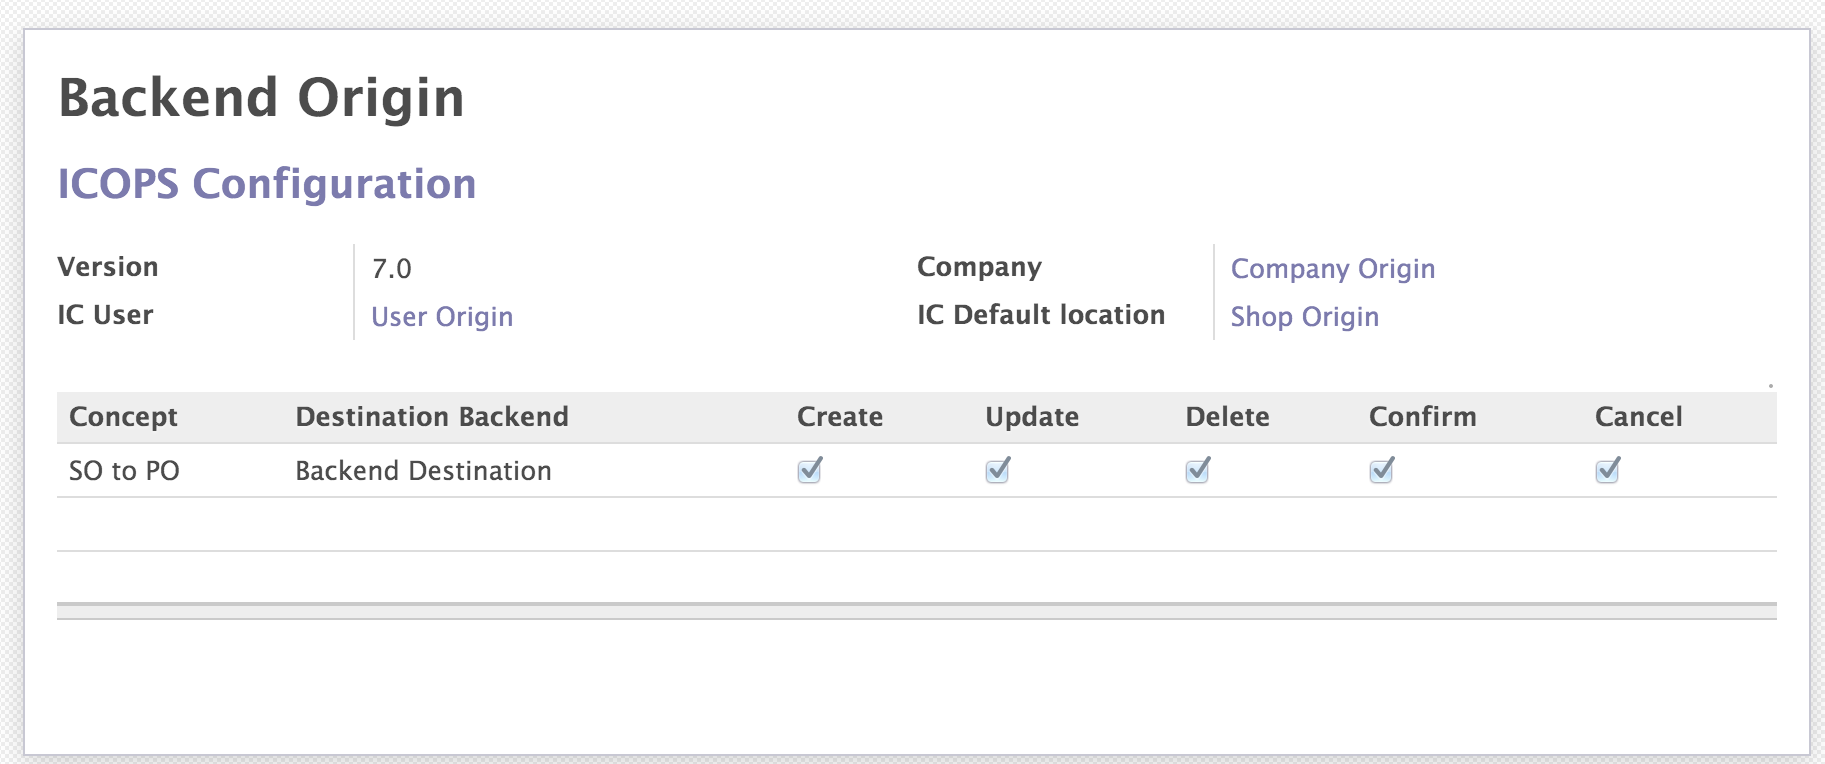 Backend Origin
ICOPS Configuration
Version 7.0 Company Company Origin
IC User User Origin IC Default location Shop Origin
Concept Destination Backend Create Update Delete Confirm Cancel
SO to PO Backend Destination